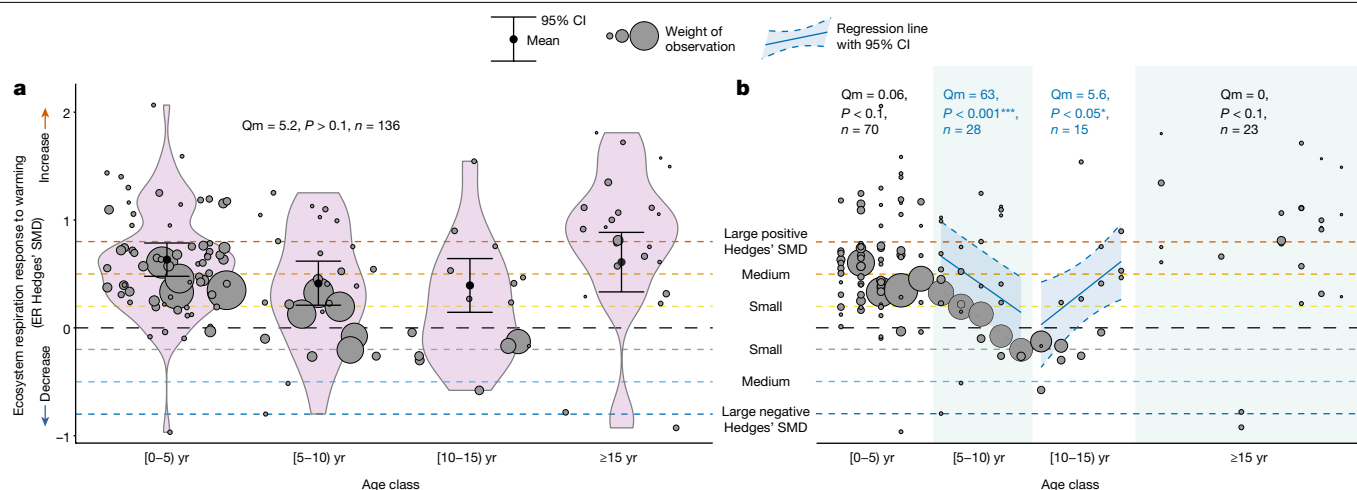 95% CI
Mean
Weight of
observation
Regression line
with 95% CI
a
Ecosystem respiration response to warming
(ER Hedges' SMD)
Increase
Decrease
2
1
0
−1
Qm = 5.2, P > 0.1, n = 136
[0–5) yr
[5–10) yr
[10–15) yr
≥15 yr
Age class
b
Qm = 0.06,
P < 0.1,
n = 70
Qm = 63,
P < 0.001***,
n = 28
Qm = 5.6,
P < 0.05*,
n = 15
Qm = 0,
P < 0.1,
n = 23
Large positive
Hedges' SMD
Medium
Small
Small
Medium
Large negative
Hedges' SMD
[0–5) yr
[5–10) yr
[10–15) yr
≥15 yr
Age class